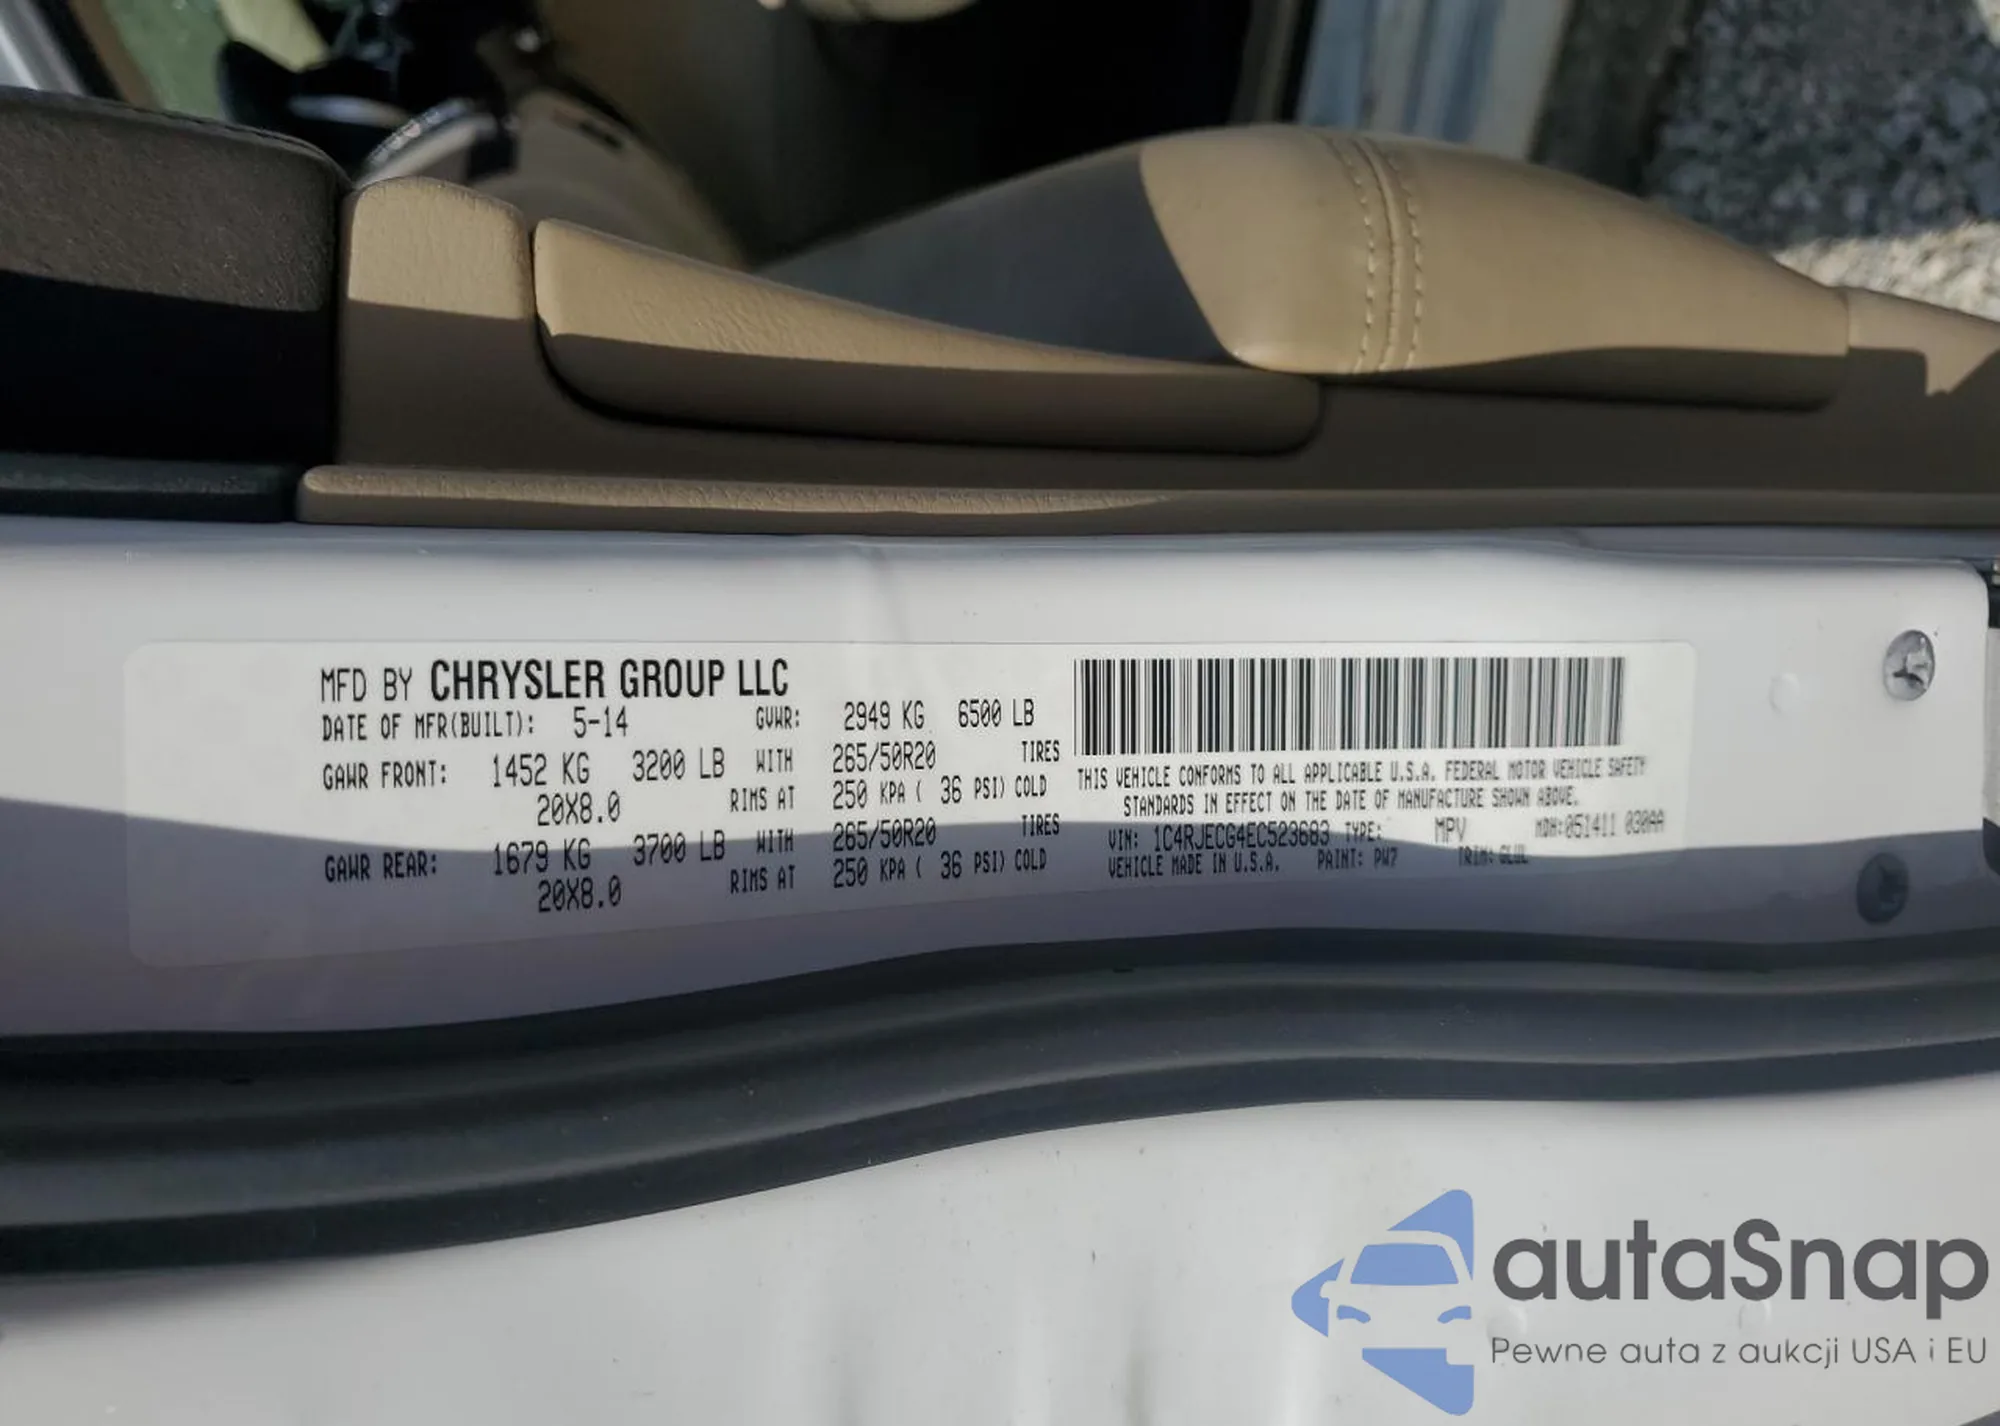 MFD BY CHRYSLER GROUP LLC
DATE OF MFR(BUILT): 5-14 GVWR: 2949 KG 6500 LB
GAWR FRONT: 1452 KG 3200 LB WITH 265/50R20 TIRES
20X8.0 RIMS AT 250 KPA ( 36 PSI) COLD
GAWR REAR: 1679 KG 3700 LB WITH 265/50R20 TIRES
20X8.0 RIMS AT 250 KPA ( 36 PSI) COLD
THIS VEHICLE CONFORMS TO ALL APPLICABLE U.S.A. FEDERAL MOTOR VEHICLE SAFETY
STANDARDS IN EFFECT ON THE DATE OF MANUFACTURE SHOWN ABOVE.
VIN: 1C4RJECG4EC523683 TYPE: MPV MDH:051411 030AA
VEHICLE MADE IN U.S.A. PAINT: PW7 TRIM:
autaSnap
Pewne auta z aukcji USA i EU